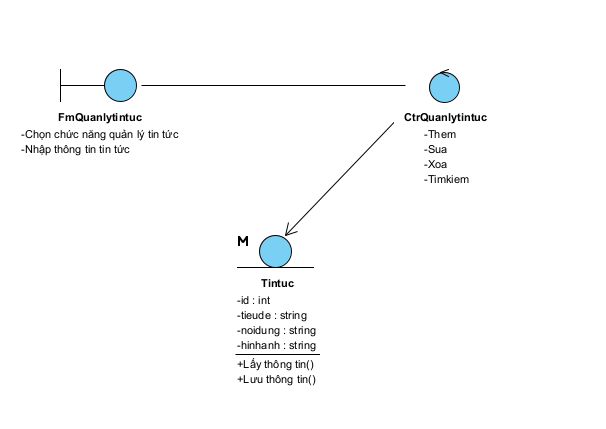 FmQuanlytintuc
-Chọn chức năng quản lý tin tức
-Nhập thông tin tin tức
CtrQuanlytintuc
-Them
-Sua
-Xoa
-Timkiem
M
Tintuc
-id : int
-tieude : string
-noidung : string
-hinhanh : string
+Lấy thông tin()
+Lưu thông tin()